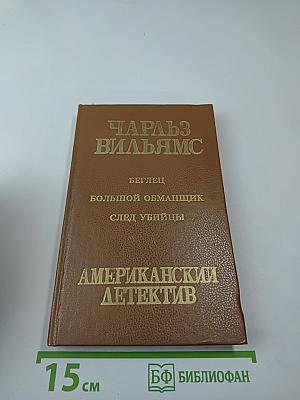 ЧАРЛЬЗ
ВИЛЬЯМС
БЕГЛЕЦ
БОЛЬШОЙ ОБМАНЩИК
СЛЕД УБИЙЦЫ
АМЕРИКАНСКИЙ
ДЕТЕКТИВ
15 см
БФ БИБЛИОФАН